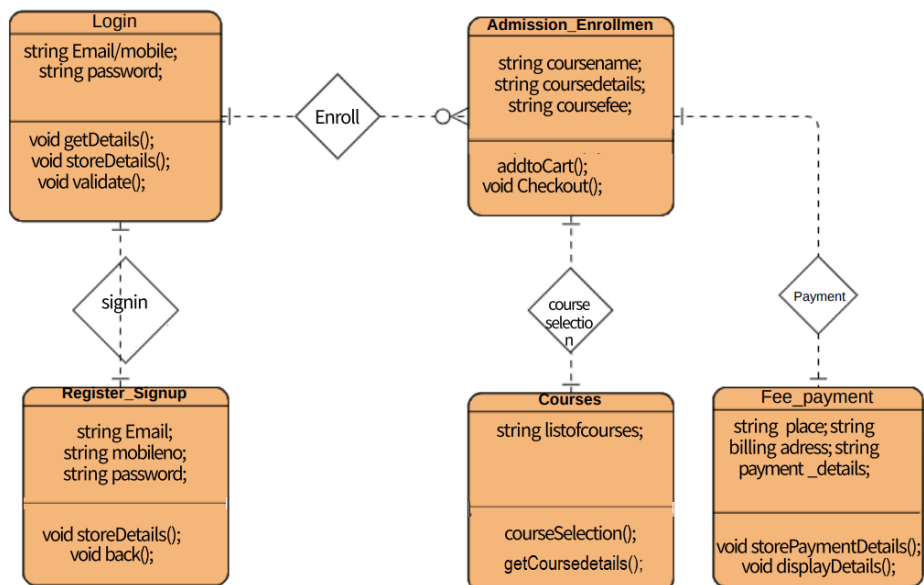 Login
string Email/mobile;
string password;
void getDetails();
void storeDetails();
void validate();
Enroll
Admission_Enrollmen
string coursename;
string coursedetails;
string coursefee;
addtoCart();
void Checkout();
signin
course
selectio
n
Payment
Register_Signup
string Email;
string mobileno;
string password;
void storeDetails();
void back();
Courses
string listofcourses;
courseSelection();
getCoursedetails();
Fee_payment
string place; string
billing adress; string
payment _details;
void storePaymentDetails();
void displayDetails();